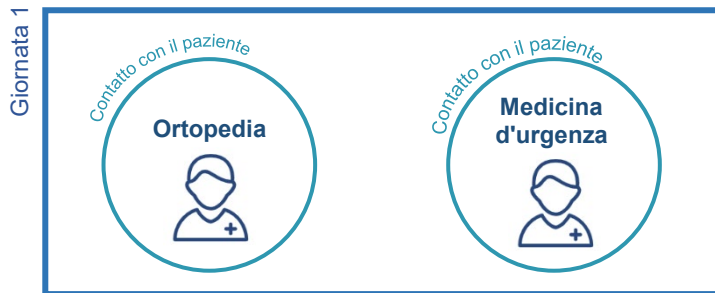 Giornata 1
Contatto con il paziente
Ortopedia
Contatto con il paziente
Medicina
d'urgenza